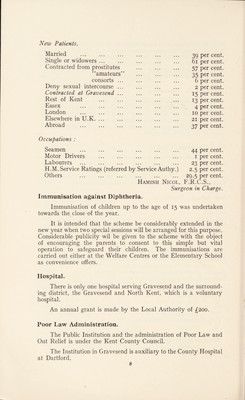 New Patients.
Married ... ... ... ... ... ... 39 per cent.
Single or widowers ... ... ... ... ... 61 per cent.
Contracted from prostitutes ... ... ... 57 per cent.
"amateurs" ... ... ... 35 per cent.
consorts ... ... ... ... 6 per cent.
Deny sexual intercourse ... ... ... ... 2 per cent.
Contracted at Gravesend ... ... ... ... 15 per cent.
Rest of Kent ... ... ... ... ... 13 per cent.
Essex ... ... ... ... ... ... 4 per cent.
London ... ... ... ... ... ... 10 per cent.
Elsewhere in U.K. ... ... ... ... ... 21 per cent.
Abroad ... ... ... ... ... ... 37 per cent.
Occupations :
Seamen ... ... ... ... ... ... 44 per cent.
Motor Drivers ... ... ... ... ... 1 per cent.
Labourers ... ... ... ... ... 23 per cent.
H.M. Service Ratings (referred by Service Authy.) 2.5 per cent.
Others ... ... ... ... ... 29.5 per cent.
HAMISH NICOL, F.R.C.S.,
Surgeon in Charge.
Immunisation against Diphtheria.
Immunisation of children up to the age of 15 was undertaken
towards the close of the year.
It is intended that the scheme be considerably extended in the
new year when two special sessions will be arranged for this purpose.
Considerable publicity will be given to the scheme with the object
of encouraging the parents to consent to this simple but vital
operation to safeguard their children. The immunisations are
carried out either at the Welfare Centres or the Elementary School
as convenience offers.
Hospital.
There is only one hospital serving Gravesend and the surround-
ing district, the Gravesend and North Kent, which is a voluntary
hospital.
An annual grant is made by the Local Authority of £200.
Poor Law Administration.
The Public Institution and the administration of Poor Law and
Out Relief is under the Kent County Council.
The Institution in Gravesend is auxiliary to the County Hospital
at Dartford.
8